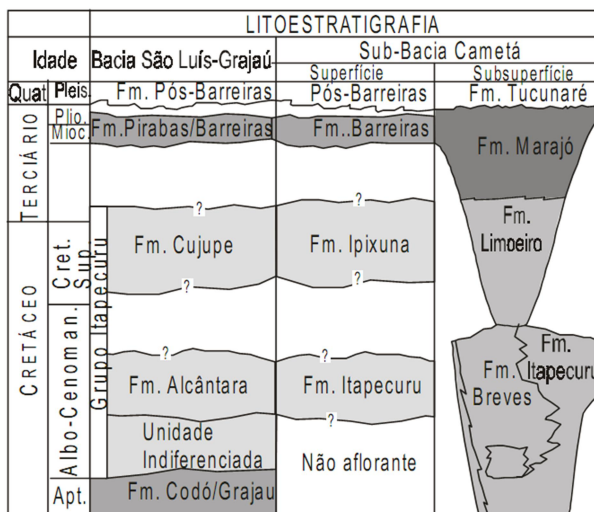 LITOESTRATIGRAFIA
Idade
Bacia São Luís-Grajaú
Sub-Bacia Cametá
Superfície
Subsuperfície
Quat
Pleis.
Fm. Pós-Barreiras
Pós-Barreiras
Fm. Tucunaré
TERCIÁRIO
Plio.
Mioc.
Fm.Pirabas/Barreiras
Fm..Barreiras
Fm. Marajó
?
?
CRETÁCEO
Cret.
Sup.
Grupo Itapecuru
Fm. Cujupe
Fm. Ipixuna
Fm.
Limoeiro
?
?
Albo-Cenoman.
?
?
Fm. Alcântara
Fm. Itapecuru
Fm.
Breves
Fm.
Itapecuru
?
Unidade
Indiferenciada
Não aflorante
Apt.
Fm. Codó/Grajau